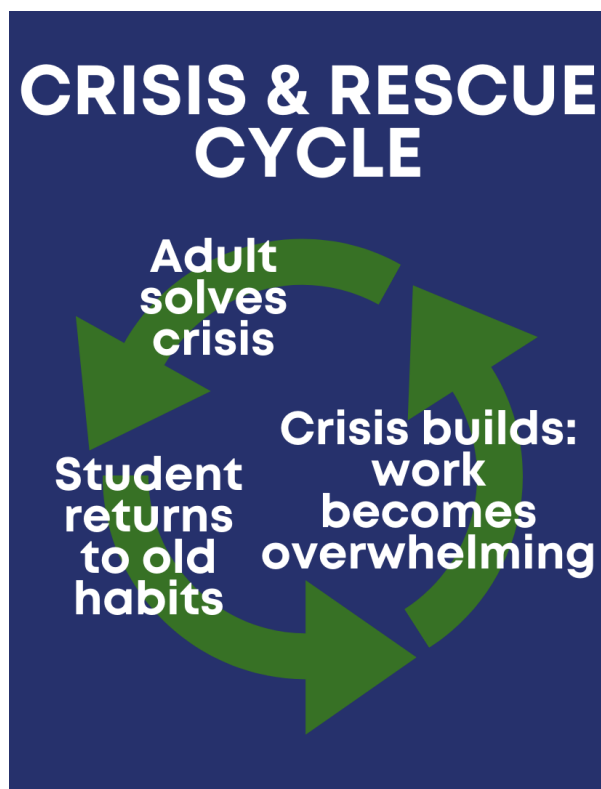 CRISIS & RESCUE
CYCLE
Adult
solves
crisis
Crisis builds:
work
becomes
overwhelming
Student
returns
to old
habits